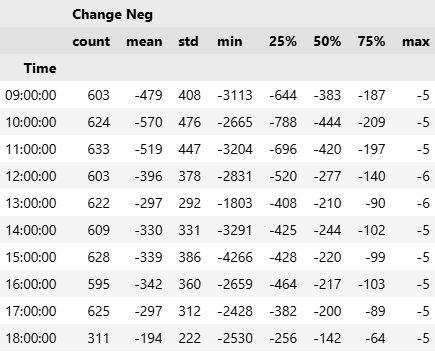 Change Neg
count mean std min 25% 50% 75% max
Time
09:00:00 603 -479 408 -3113 -644 -383 -187 -5
10:00:00 624 -570 476 -2665 -788 -444 -209 -5
11:00:00 633 -519 447 -3204 -696 -420 -197 -5
12:00:00 603 -396 378 -2831 -520 -277 -140 -6
13:00:00 622 -297 292 -1803 -408 -210 -90 -6
14:00:00 609 -330 331 -3291 -425 -244 -102 -5
15:00:00 628 -339 386 -4266 -428 -220 -99 -5
16:00:00 595 -342 360 -2659 -464 -217 -103 -5
17:00:00 625 -297 312 -2428 -382 -200 -89 -5
18:00:00 311 -194 222 -2530 -256 -142 -64 -5